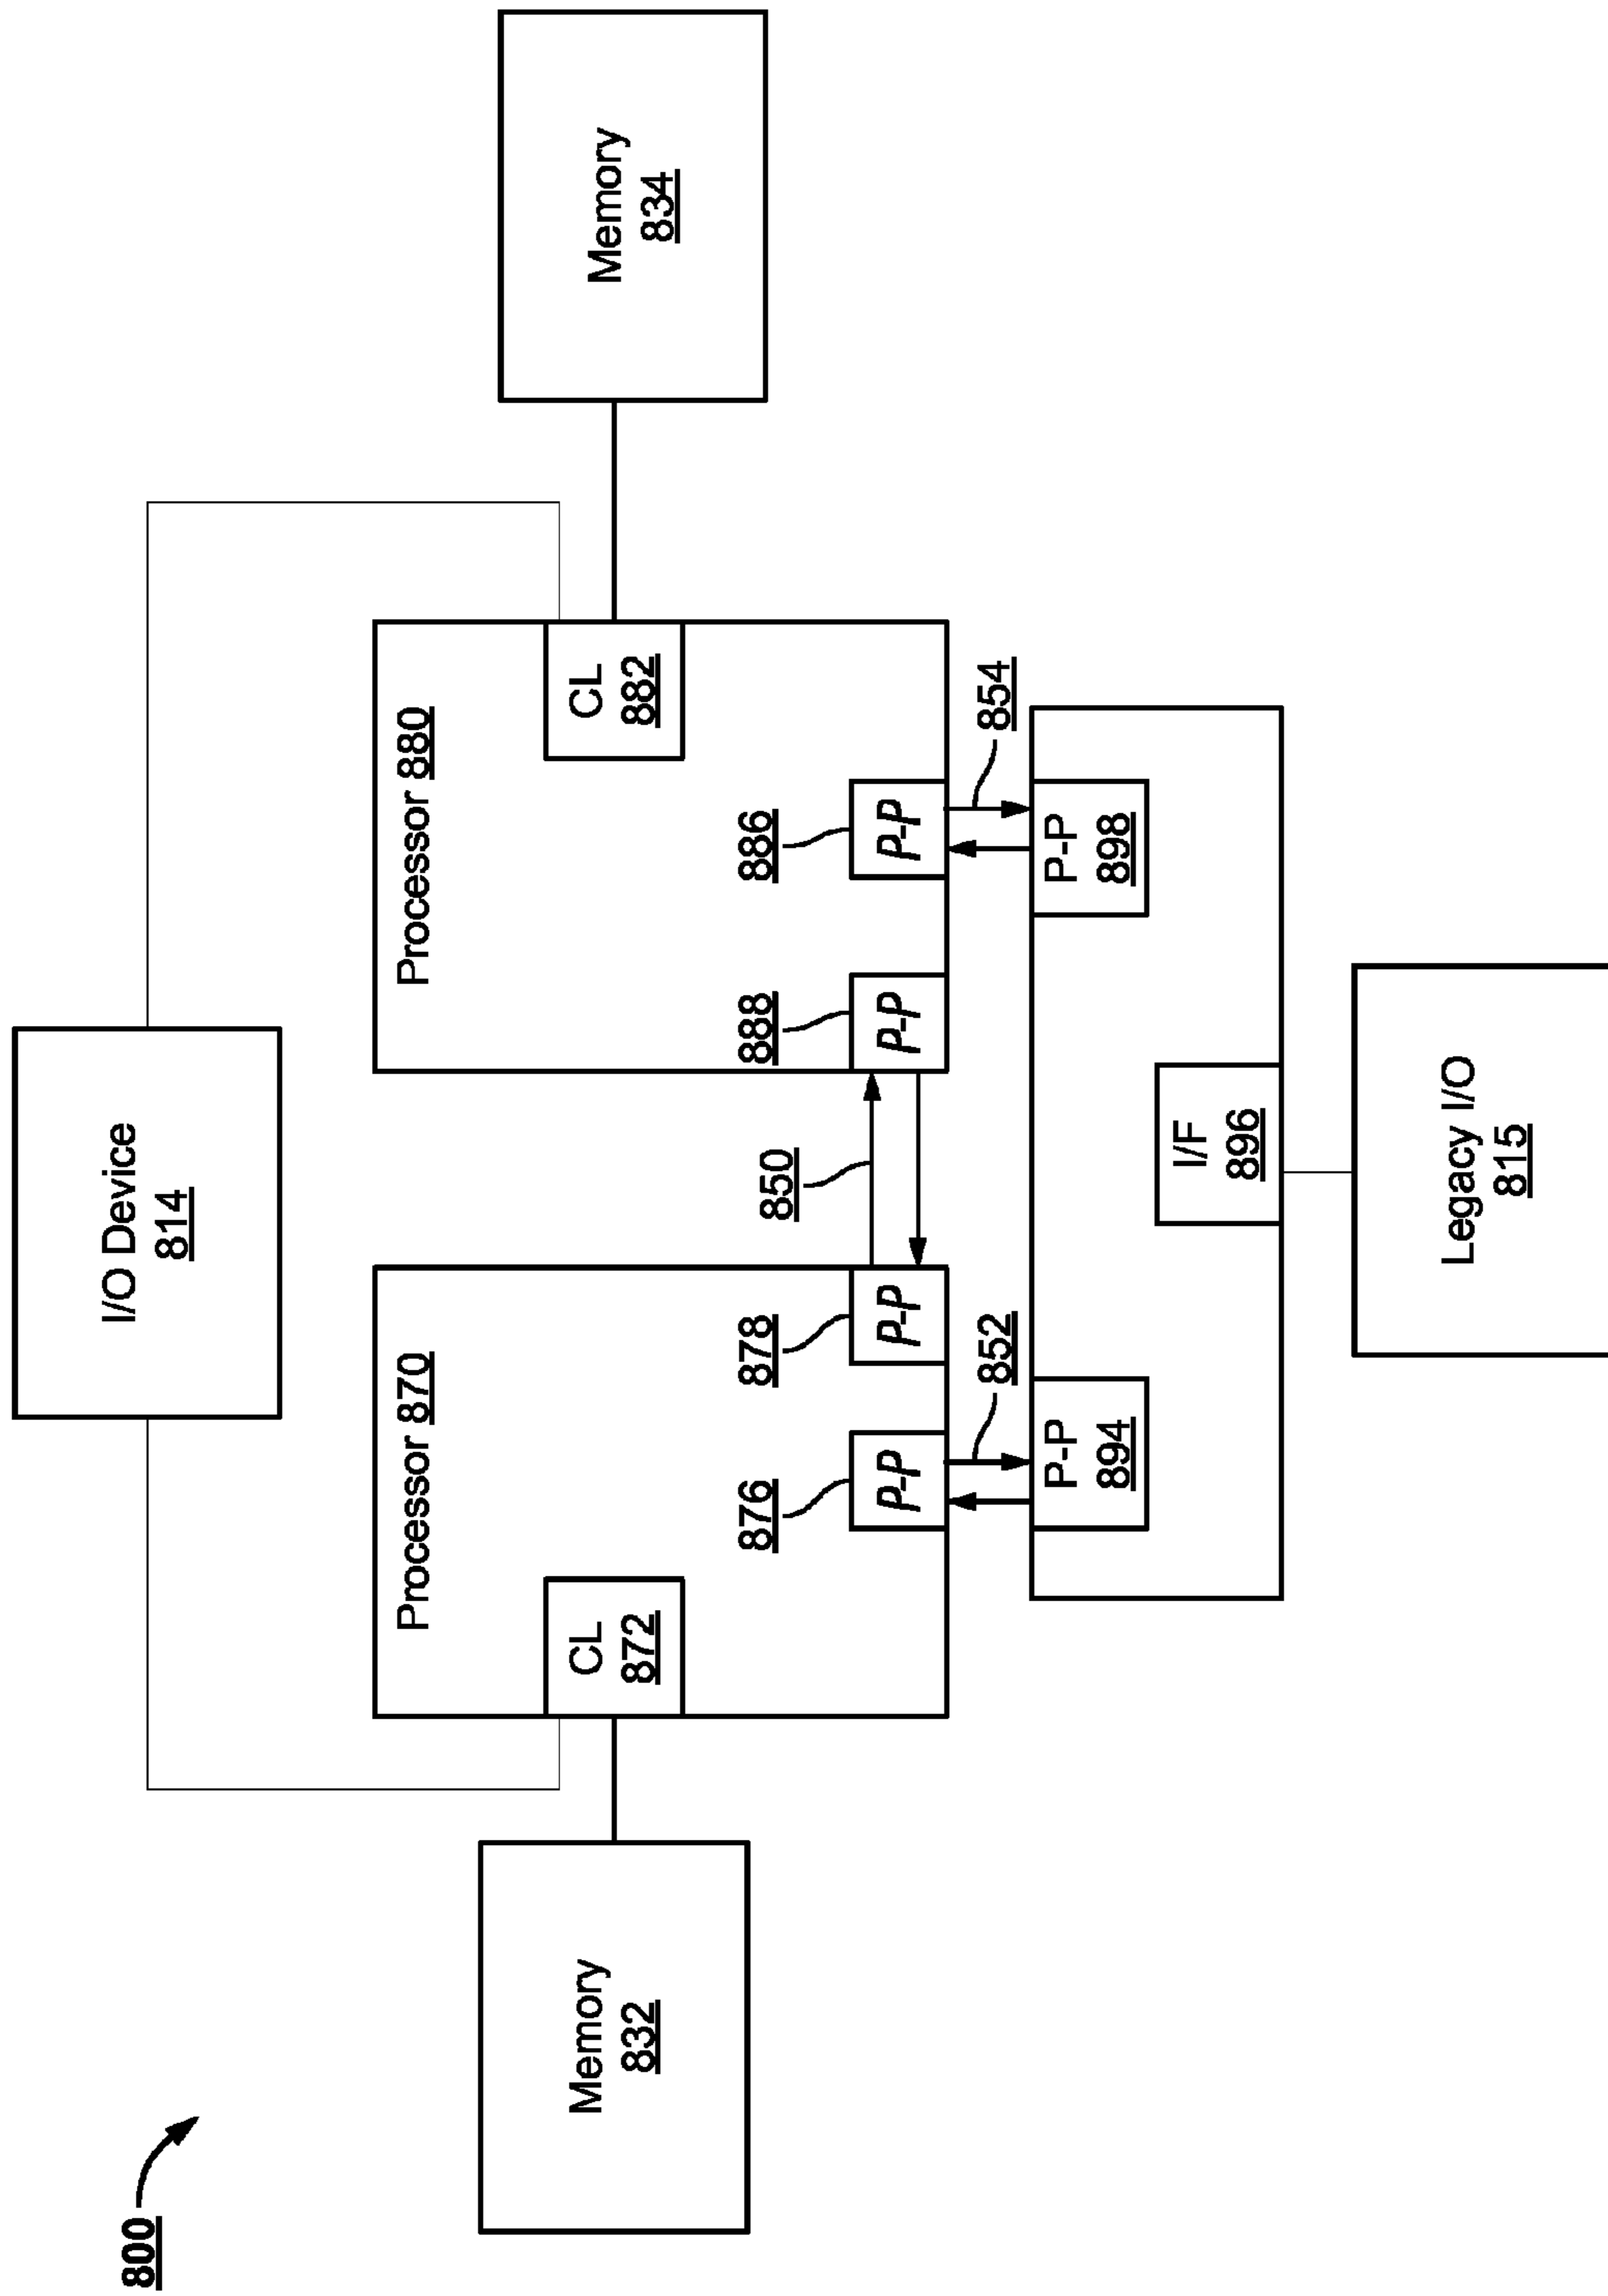 800
I/O Device
814
Memory
832
Processor 870
CL
872
876
P-P
878
P-P
850
Processor 880
CL
882
888
P-P
886
P-P
Memory
834
852
854
P-P
894
P-P
898
I/F
896
Legacy I/O
815